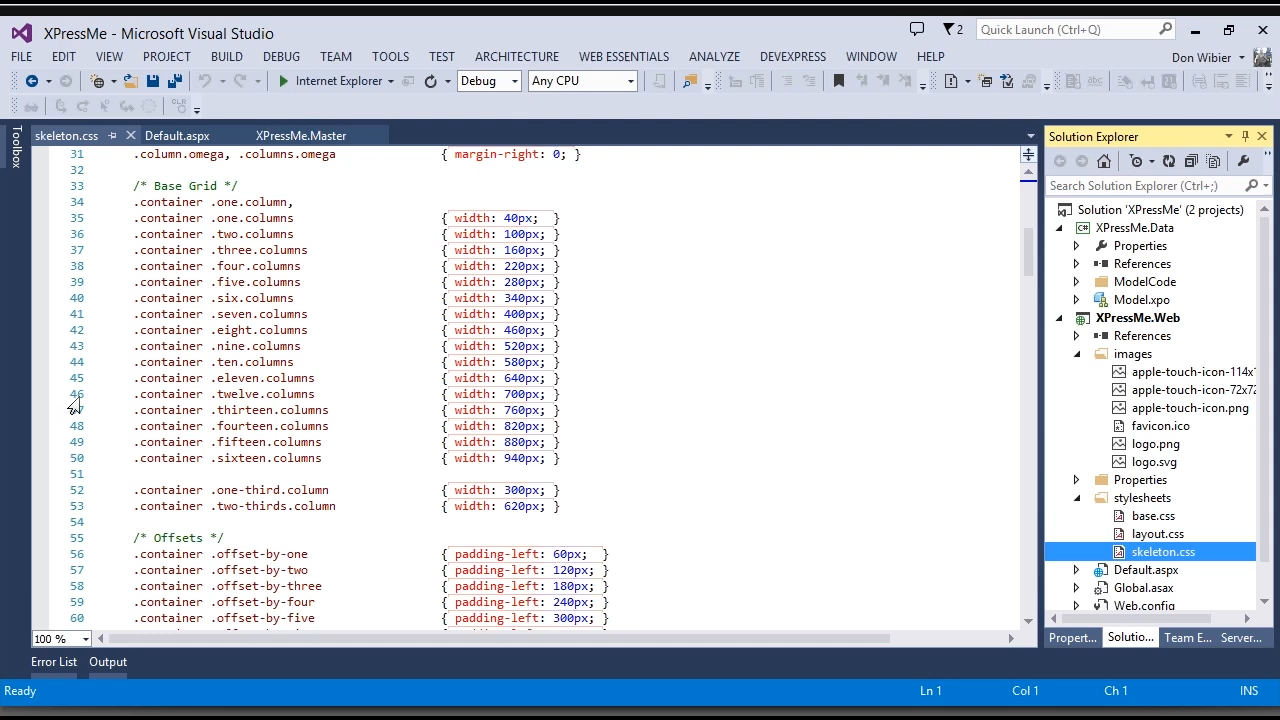 XPressMe - Microsoft Visual Studio
2
Quick Launch (Ctrl+Q)
FILE EDIT VIEW PROJECT BUILD DEBUG TEAM TOOLS TEST ARCHITECTURE WEB ESSENTIALS ANALYZE DEVEXPRESS WINDOW HELP
Don Wibier
Internet Explorer
Debug
Any CPU
Toolbox
skeleton.css
Default.aspx
XPressMe.Master
31 .column.omega, .columns.omega { margin-right: 0; }
32
33 /* Base Grid */
34 .container .one.column,
35 .container .one.columns { width: 40px; }
36 .container .two.columns { width: 100px; }
37 .container .three.columns { width: 160px; }
38 .container .four.columns { width: 220px; }
39 .container .five.columns { width: 280px; }
40 .container .six.columns { width: 340px; }
41 .container .seven.columns { width: 400px; }
42 .container .eight.columns { width: 460px; }
43 .container .nine.columns { width: 520px; }
44 .container .ten.columns { width: 580px; }
45 .container .eleven.columns { width: 640px; }
46 .container .twelve.columns { width: 700px; }
47 .container .thirteen.columns { width: 760px; }
48 .container .fourteen.columns { width: 820px; }
49 .container .fifteen.columns { width: 880px; }
50 .container .sixteen.columns { width: 940px; }
51
52 .container .one-third.column { width: 300px; }
53 .container .two-thirds.column { width: 620px; }
54
55 /* Offsets */
56 .container .offset-by-one { padding-left: 60px; }
57 .container .offset-by-two { padding-left: 120px; }
58 .container .offset-by-three { padding-left: 180px; }
59 .container .offset-by-four { padding-left: 240px; }
60 .container .offset-by-five { padding-left: 300px; }
100 %
Solution Explorer
Search Solution Explorer (Ctrl+;)
Solution 'XPressMe' (2 projects)
XPressMe.Data
Properties
References
ModelCode
Model.xpo
XPressMe.Web
References
images
apple-touch-icon-114x1
apple-touch-icon-72x72
apple-touch-icon.png
favicon.ico
logo.png
logo.svg
Properties
stylesheets
base.css
layout.css
skeleton.css
Default.aspx
Global.asax
Web.config
Propert... Solutio... Team E... Server...
Error List Output
Ready
Ln 1 Col 1 Ch 1 INS